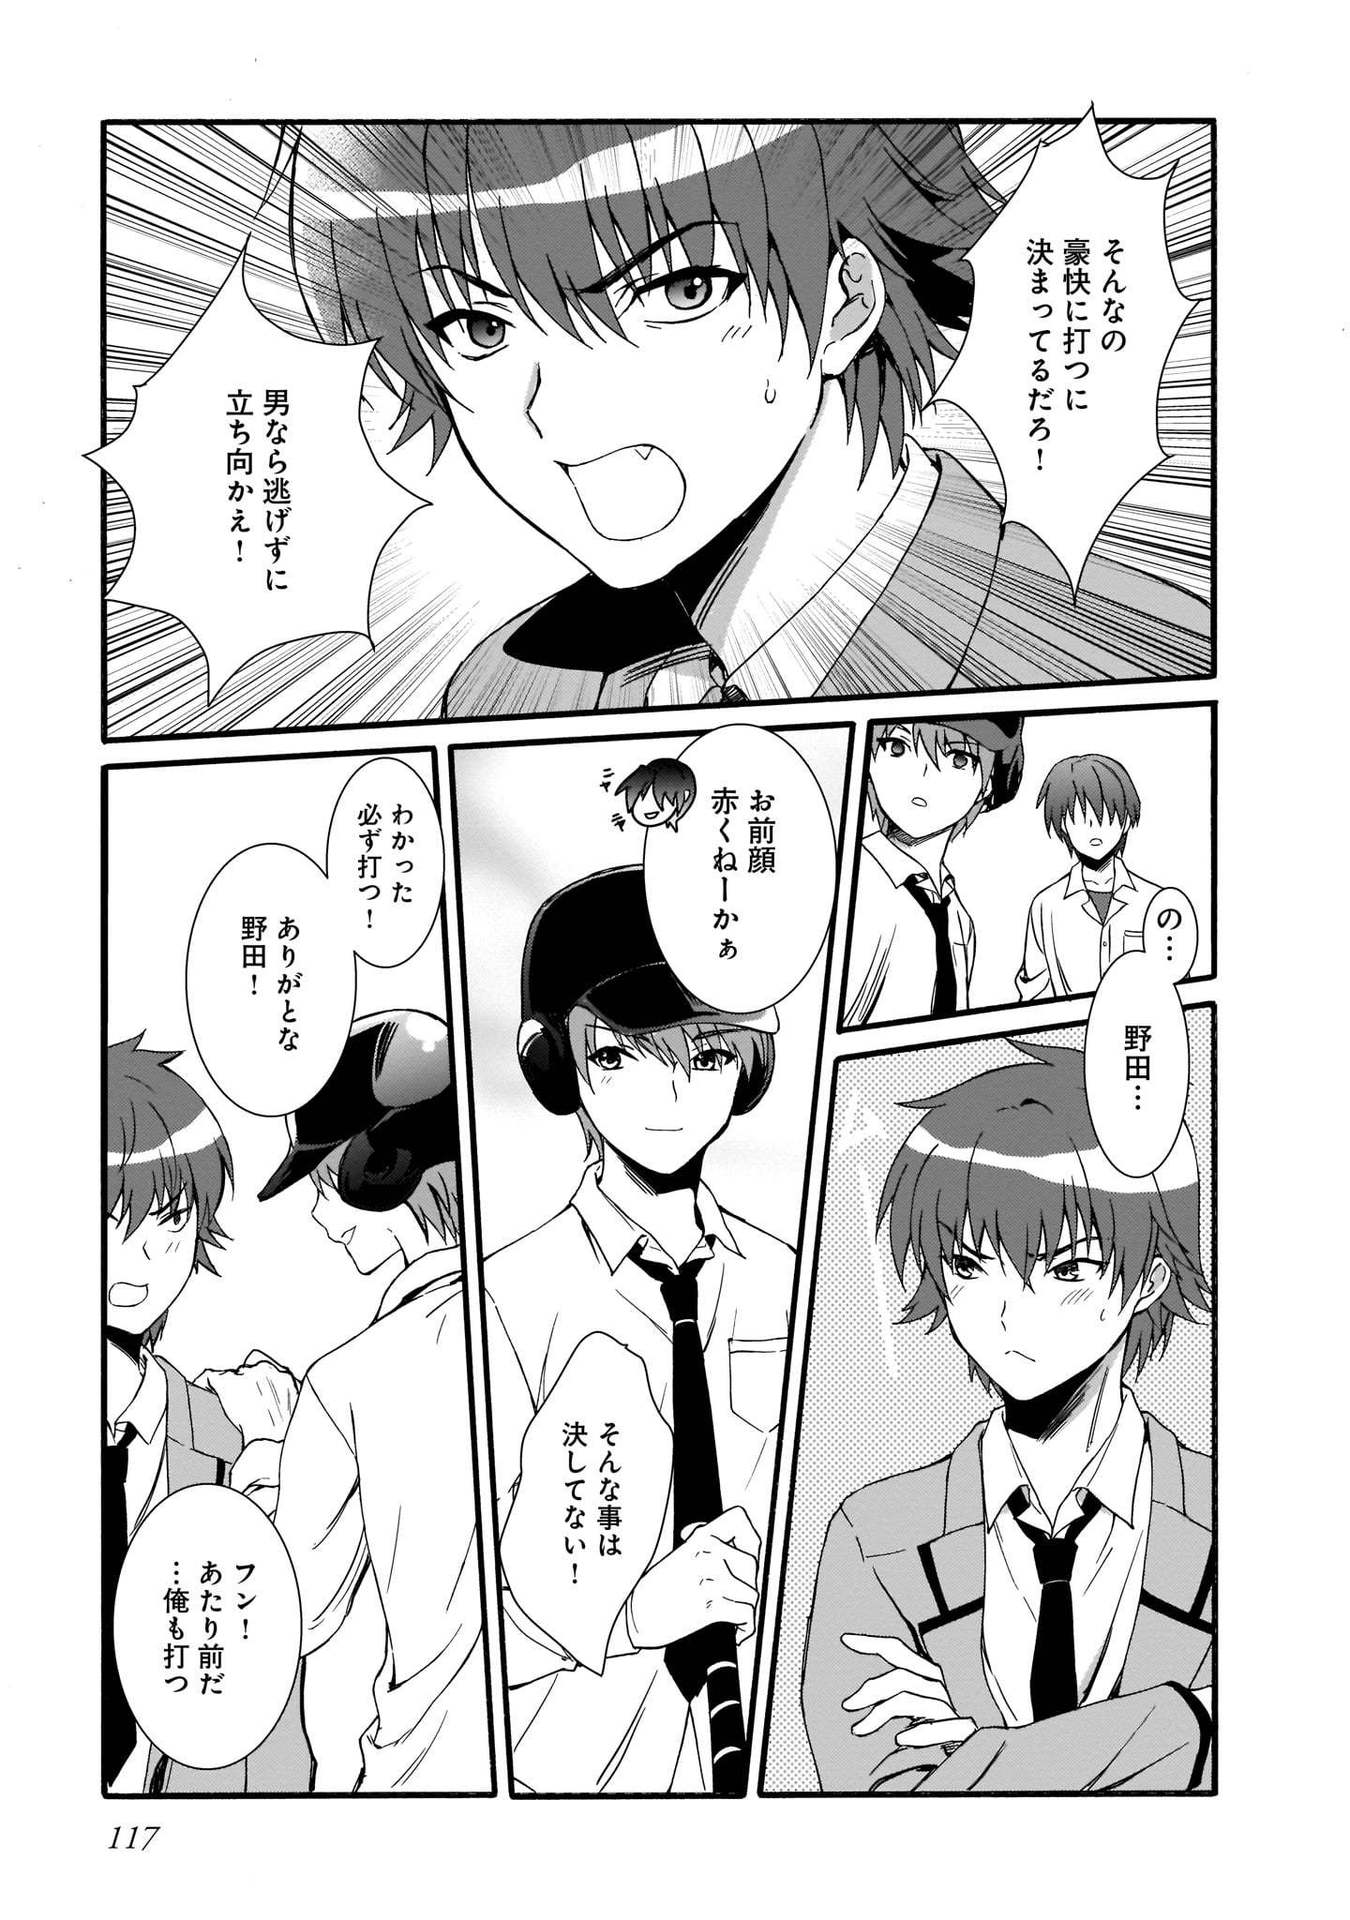 そんなの
豪快に打つに
決まってるだろ！
男なら逃げずに
立ち向かえ！
の…
野田…
お前顔
赤くねーかぁ
ニャ
ニヤ
そんな事は
決してない！
わかった
必ず打つ！
ありがとな
野田！
フン！
あたり前だ
…俺も打つ
117